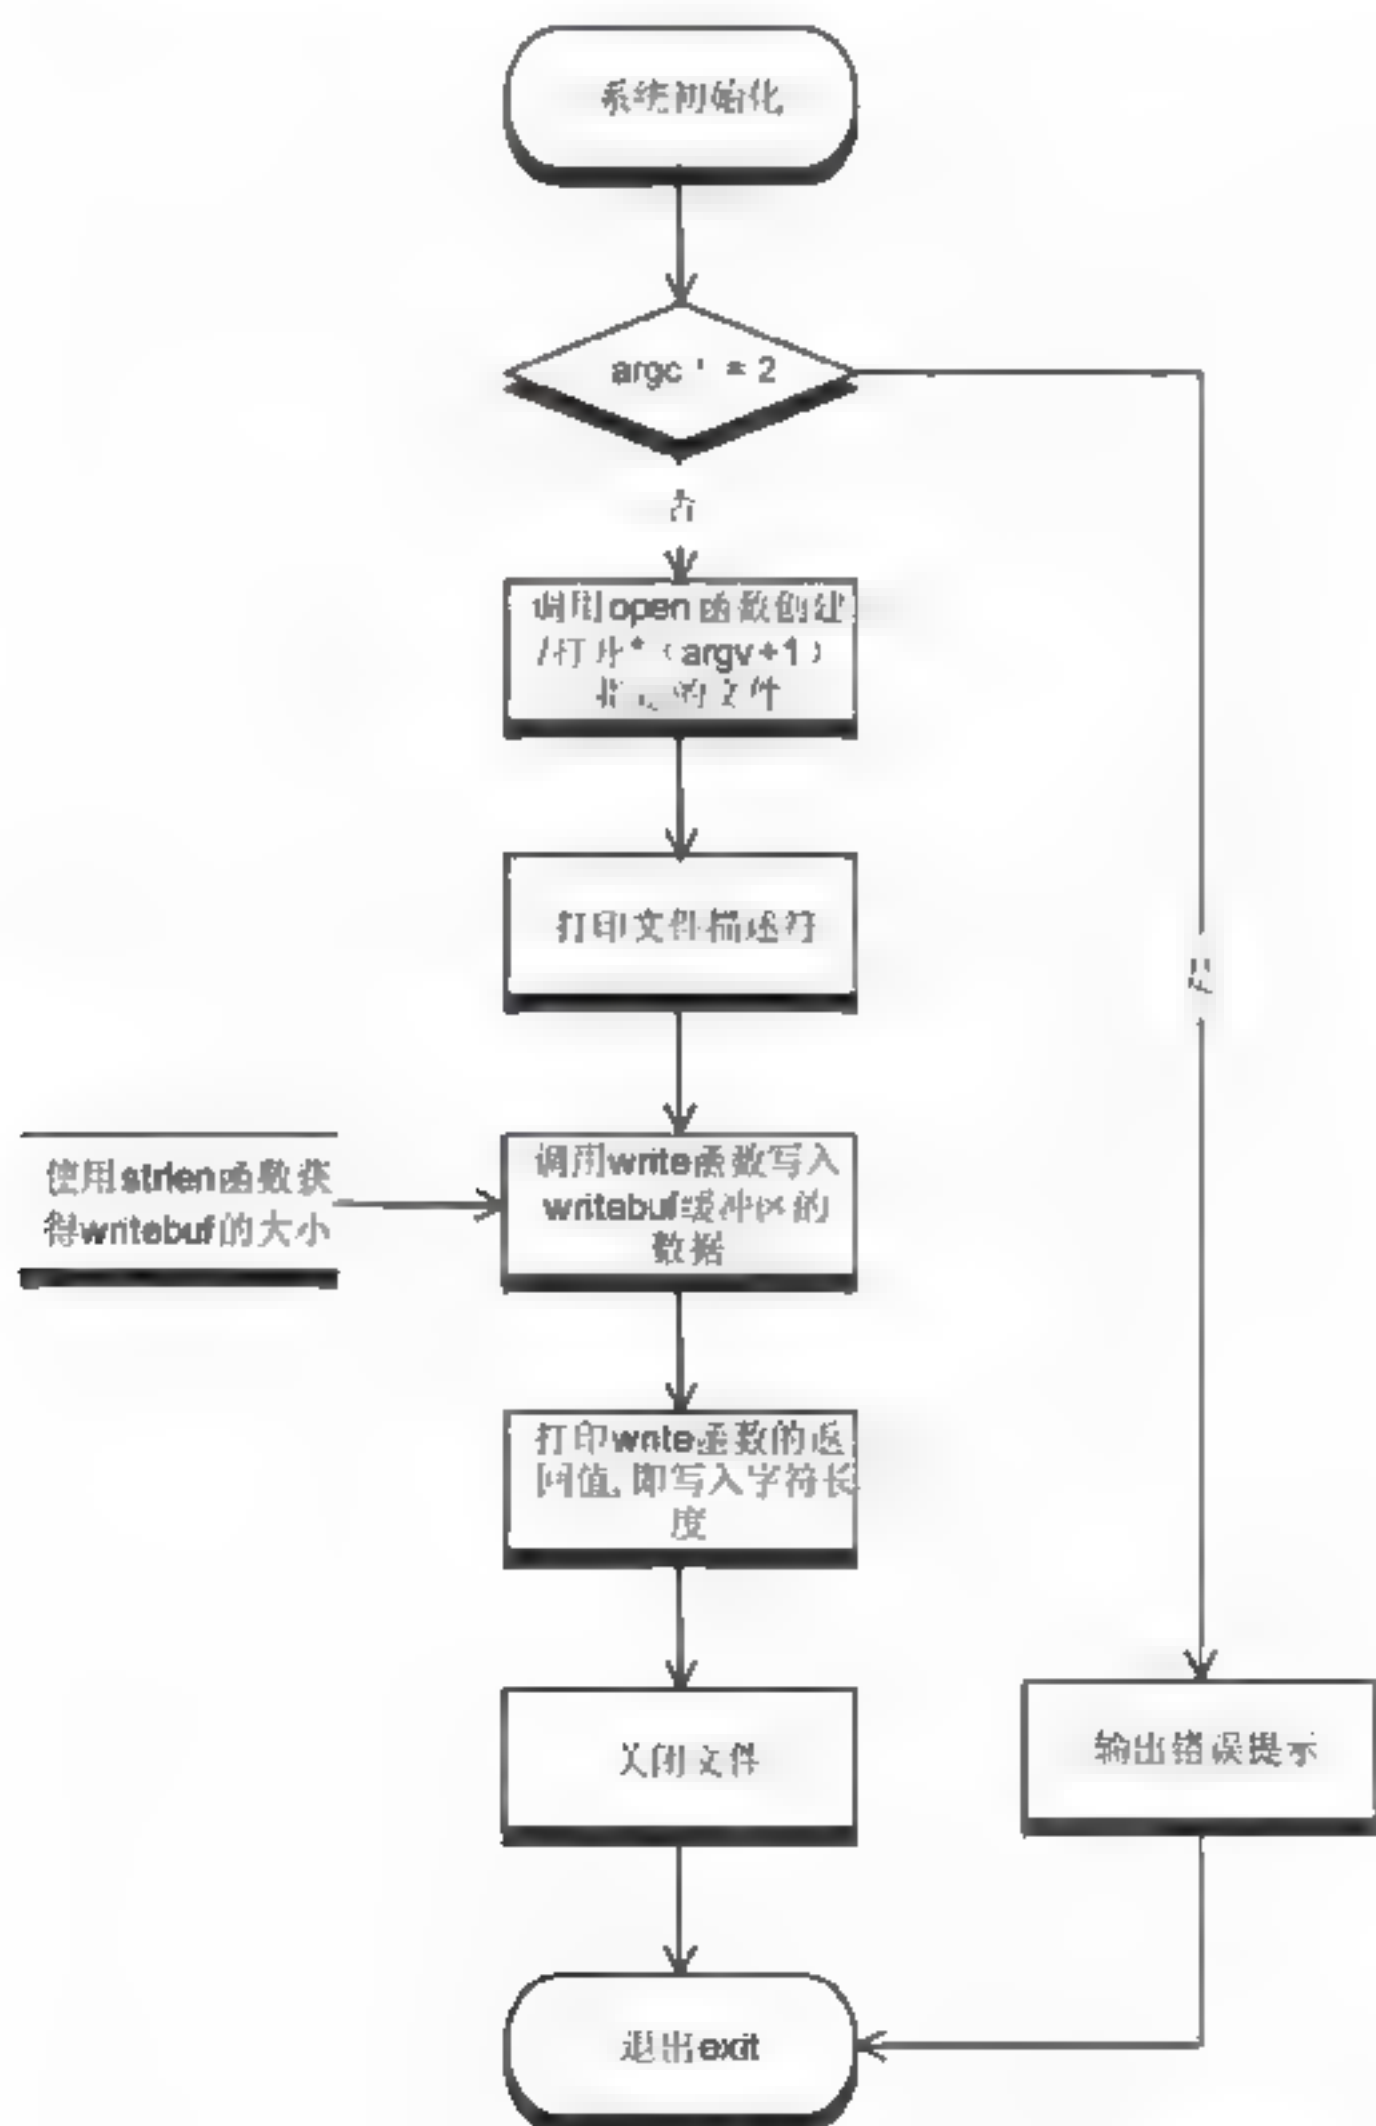 系统初始化
argc ! = 2
否
调用open函数创建
/打开*（argv+1）
指定的文件
打印文件描述符
是
使用strlen函数获
得writebuf的大小
调用write函数写入
writebuf缓冲区的
数据
打印write函数的返
回值,即写入字符长
度
关闭文件
输出错误提示
退出exit